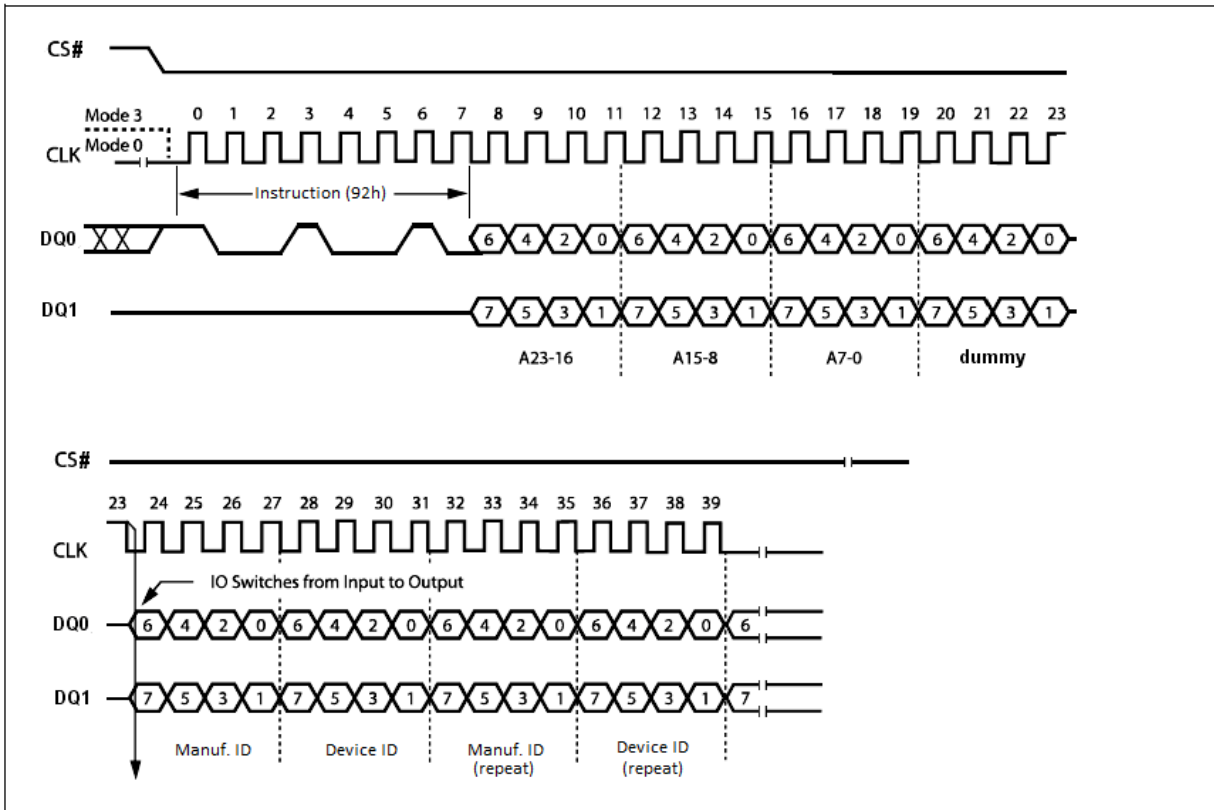 CS#
0 1 2 3 4 5 6 7 8 9 10 11 12 13 14 15 16 17 18 19 20 21 22 23
Mode 3
Mode 0
CLK
Instruction (92h)
DQ0 6 4 2 0 6 4 2 0 6 4 2 0 6 4 2 0
DQ1 7 5 3 1 7 5 3 1 7 5 3 1 7 5 3 1
A23-16 A15-8 A7-0 dummy
CS#
23 24 25 26 27 28 29 30 31 32 33 34 35 36 37 38 39
CLK
IO Switches from Input to Output
DQ0 6 4 2 0 6 4 2 0 6 4 2 0 6 4 2 0 6
DQ1 7 5 3 1 7 5 3 1 7 5 3 1 7 5 3 1 7
Manuf. ID Device ID Manuf. ID Device ID
(repeat) (repeat)